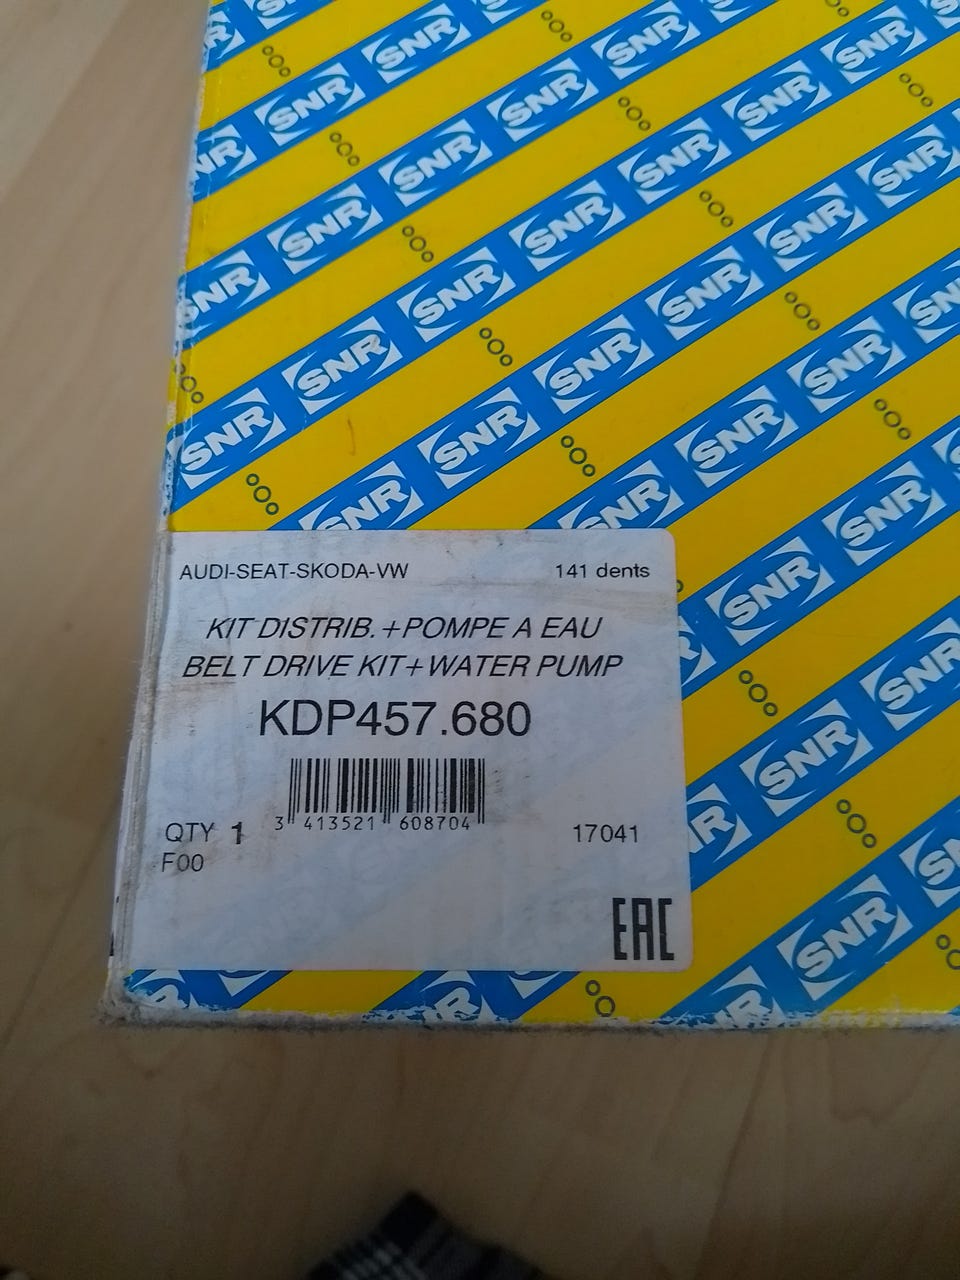 SNR
AUDI-SEAT-SKODA-VW 141 dents
KIT DISTRIB.+POMPE A EAU
BELT DRIVE KIT+WATER PUMP
KDP457.680
3 413521 608704
QTY 1 17041
F00
EAC